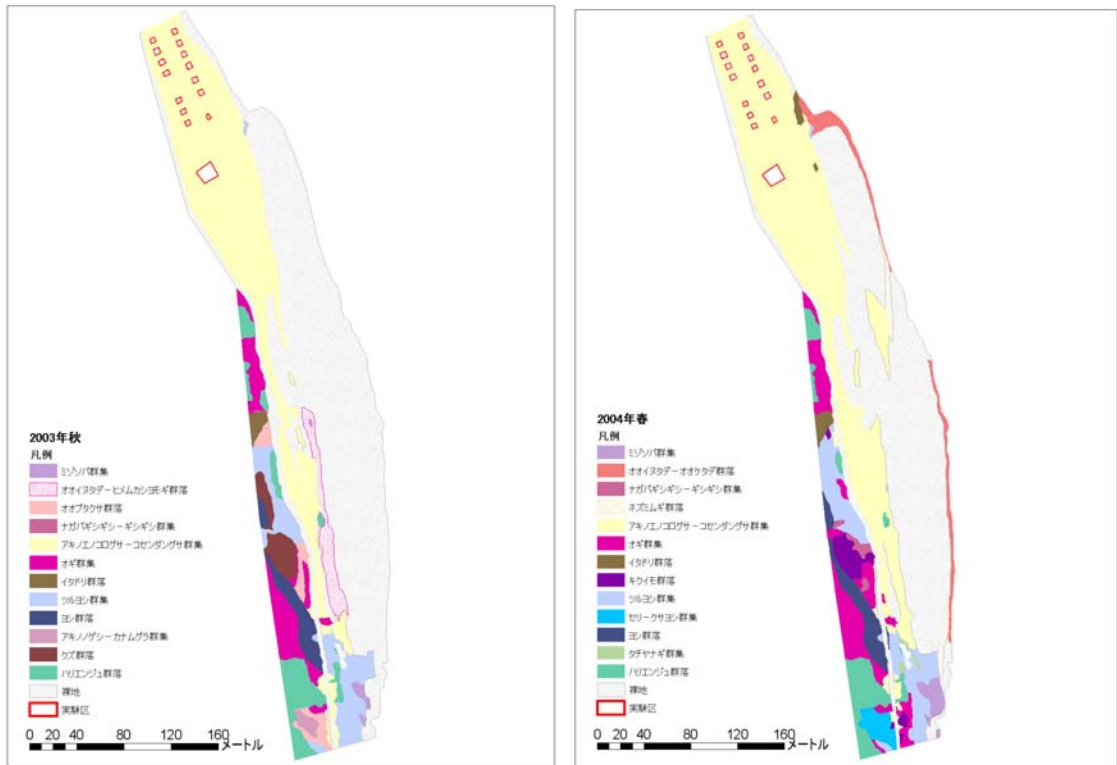 2003年秋
凡例
ミゾソバ群集
オオイヌタデーヒメムカシヨモギ群落
オオブタクサ群落
ナガバギシギシーギシギシ群集
アキノエノコログサーコセンダングサ群集
オギ群集
イタドリ群落
ツルヨシ群集
ヨシ群落
アキノノゲシーカナムグラ群集
クズ群落
ハリエンジュ群落
裸地
実験区
0 20 40 80 120 160 メートル
2004年春
凡例
ミゾソバ群集
オオイヌタデーオオケタデ群落
ナガバギシギシーギシギシ群集
ネズミムギ群落
アキノエノコログサーコセンダングサ群集
オギ群集
イタドリ群落
キクイモ群落
ツルヨシ群集
セリークサヨシ群集
ヨシ群落
タチヤナギ群集
ハリエンジュ群落
裸地
実験区
0 20 40 80 120 160 メートル